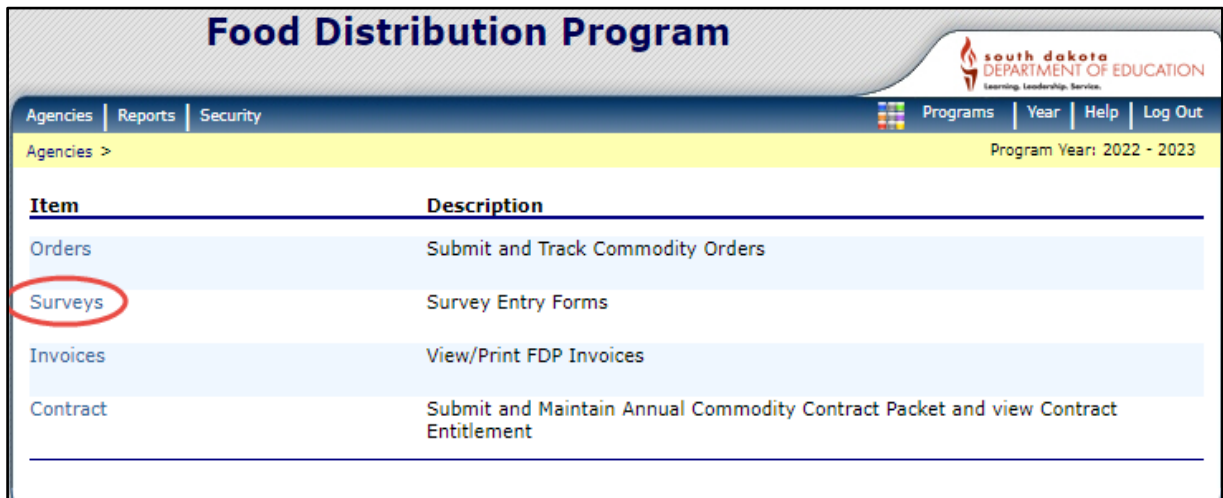 Food Distribution Program
south dakota
DEPARTMENT OF EDUCATION
Learning. Leadership. Service.
Agencies | Reports | Security Programs | Year | Help | Log Out
Agencies > Program Year: 2022 - 2023
Item Description
Orders Submit and Track Commodity Orders
Surveys Survey Entry Forms
Invoices View/Print FDP Invoices
Contract Submit and Maintain Annual Commodity Contract Packet and view Contract
Entitlement